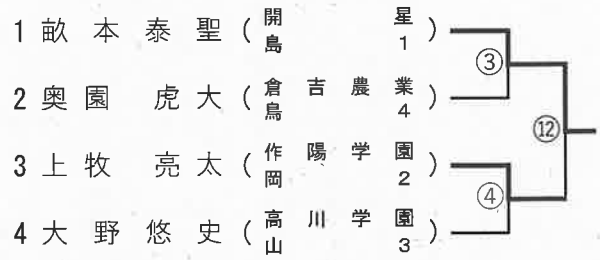 1 畝本泰聖（開星 島1）
③
2 奥園 虎大（倉吉農業 鳥4）
⑫
3 上牧 亮太（作陽学園 岡2）
④
4 大野悠史（高川学園 山3）